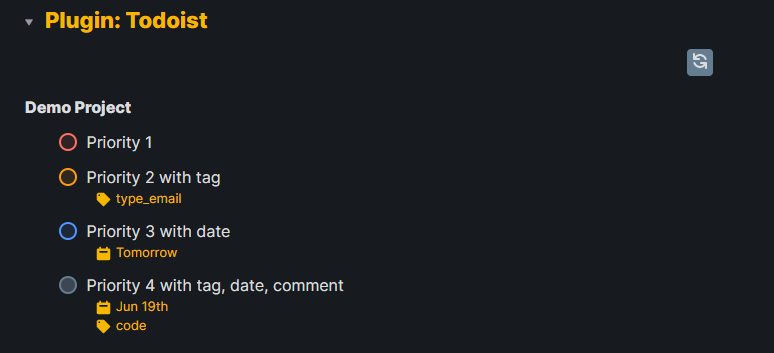 Plugin: Todoist
Demo Project
Priority 1
Priority 2 with tag
type_email
Priority 3 with date
Tomorrow
Priority 4 with tag, date, comment
Jun 19th
code